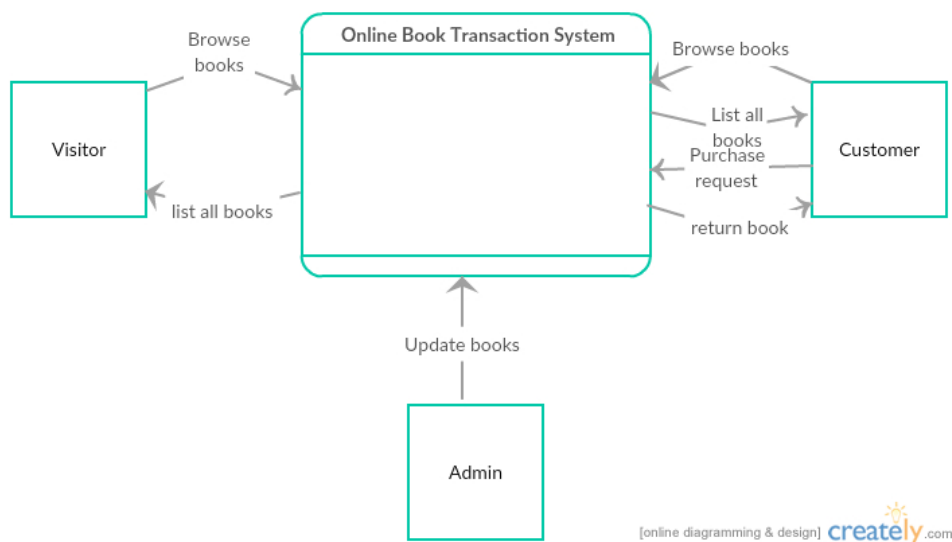 Online Book Transaction System
Browse
books
Visitor
list all books
Browse books
List all
books
Purchase
request
return book
Customer
Update books
Admin
[online diagramming & design] creately.com